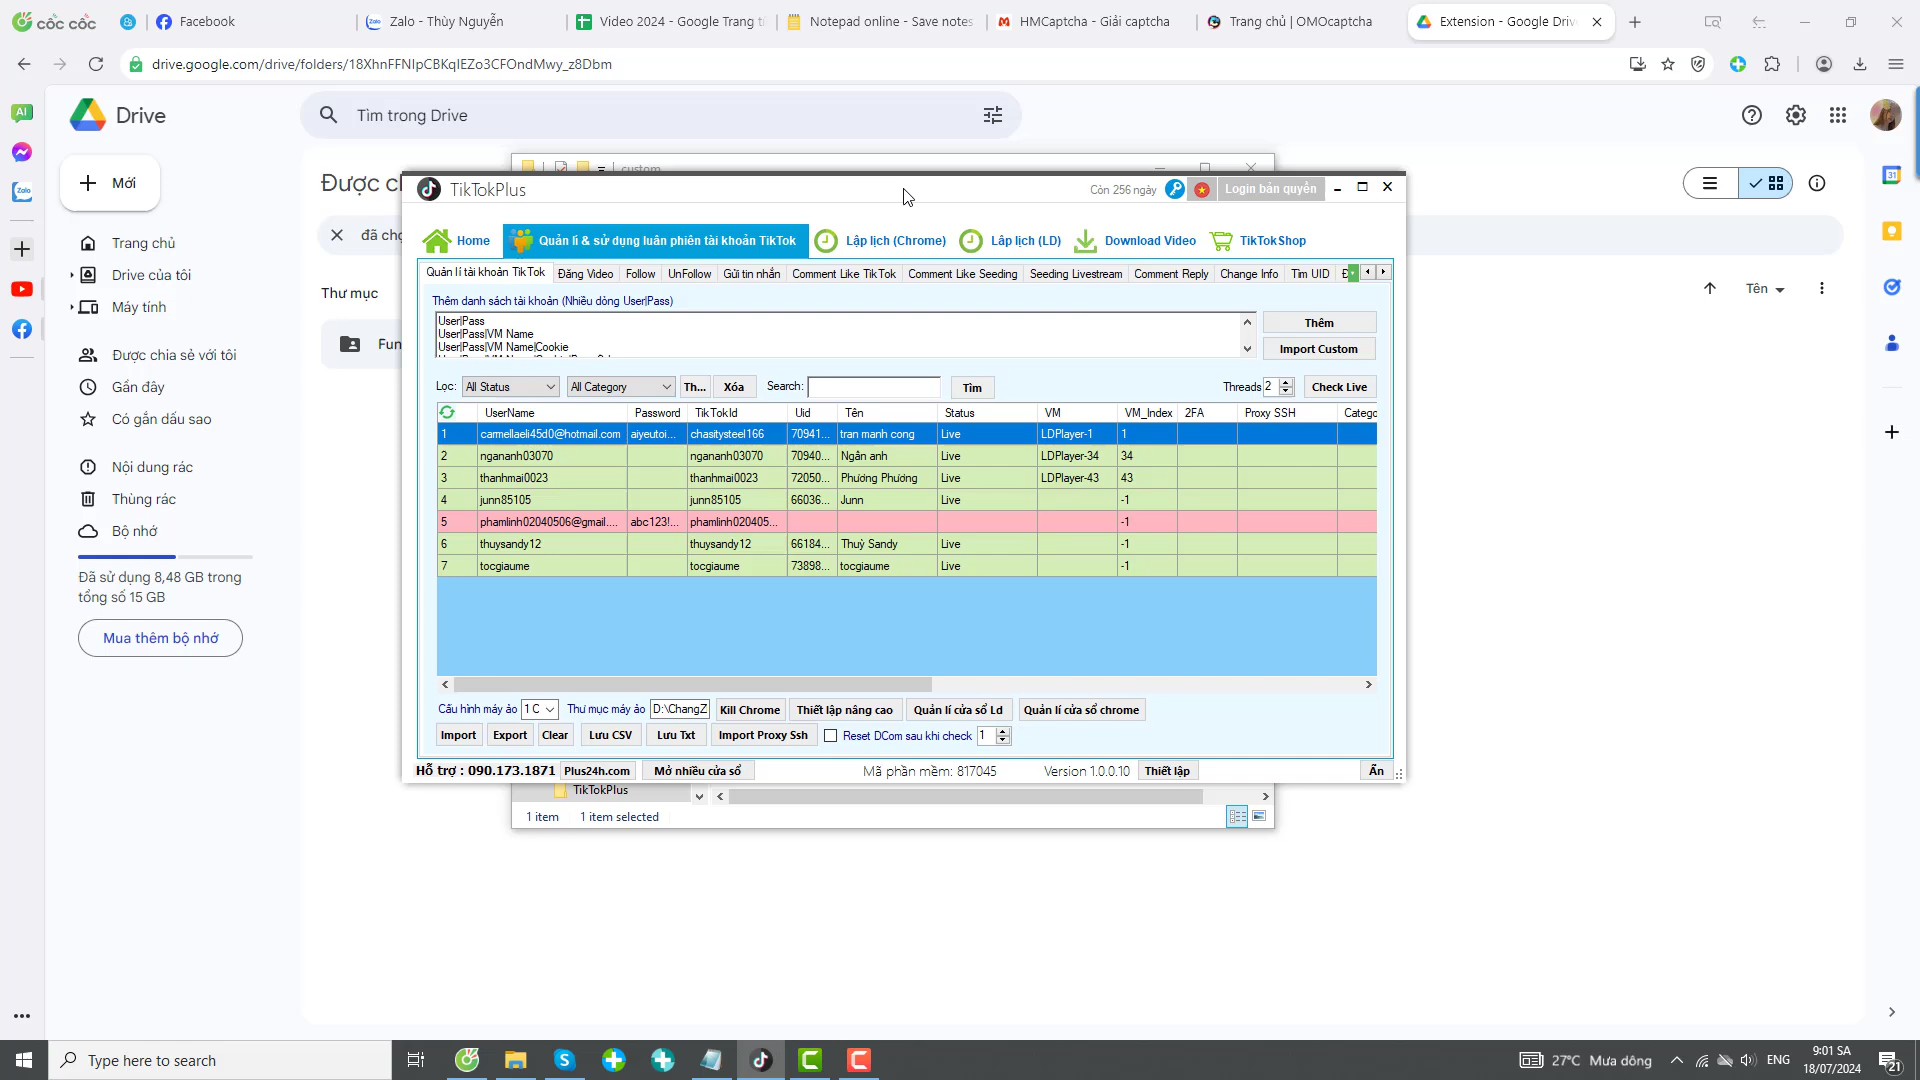 cốc cốc
Facebook
Zalo - Thùy Nguyễn
Video 2024 - Google Trang tí
Notepad online - Save notes
HMCaptcha - Giải captcha
Trang chủ | OMOcaptcha
Extension - Google Driv
drive.google.com/drive/folders/18XhnFFNIpCBKqIEZo3CFOndMwy_z8Dbm
AI
Drive
Tìm trong Drive
Mới
Được c
đã chọ
Trang chủ
Drive của tôi
Máy tính
Thư mục
Tên
Được chia sẻ với tôi
Gần đây
Có gắn dấu sao
Nội dung rác
Thùng rác
Bộ nhớ
Đã sử dụng 8,48 GB trong
tổng số 15 GB
Mua thêm bộ nhớ
Fun
31
Zalo
custom
TikTokPlus
Còn 256 ngày
Login bản quyền
Home
Quản lí & sử dụng luân phiên tài khoản TikTok
Lập lịch (Chrome)
Lâp lịch (LD)
Download Video
TikTokShop
Quản lí tài khoản TikTok
Đăng Video
Follow
UnFollow
Gửi tin nhắn
Comment Like TikTok
Comment Like Seeding
Seeding Livestream
Comment Reply
Change Info
Tìm UID
Thêm danh sách tài khoản (Nhiều dòng User|Pass)
User|Pass
User|Pass|VM Name
User|Pass|VM Name|Cookie
Thêm
Import Custom
Lọc: All Status All Category Th... Xóa Search: Tìm Threads 2 Check Live
UserName Password TikTokId Uid Tên Status VM VM_Index 2FA Proxy SSH Catego
1 carmellaeli45d0@hotmail.com aiyeutoi... chasitysteel166 70941... tran manh cong Live LDPlayer-1 1
2 ngananh03070 ngananh03070 70940... Ngân anh Live LDPlayer-34 34
3 thanhmai0023 thanhmai0023 72050... Phương Phương Live LDPlayer-43 43
4 junn85105 junn85105 66036... Junn Live -1
5 phamlinh02040506@gmail.... abc123!... phamlinh020405... -1
6 thuysandy12 thuysandy12 66184... Thuỳ Sandy Live -1
7 tocgiaume tocgiaume 73898... tocgiaume Live -1
Cấu hình máy ảo 1 C Thư mục máy ảo D:\ChangZ Kill Chrome Thiết lập nâng cao Quản lí cửa sổ Ld Quản lí cửa sổ chrome
Import Export Clear Lưu CSV Lưu Txt Import Proxy Ssh Reset DCom sau khi check 1
Hỗ trợ : 090.173.1871 Plus24h.com Mở nhiều cửa sổ Mã phần mềm: 817045 Version 1.0.0.10 Thiết lập Ẩn
TikTokPlus
1 item 1 item selected
Type here to search
27°C Mưa dông
ENG
9:01 SA
18/07/2024
21